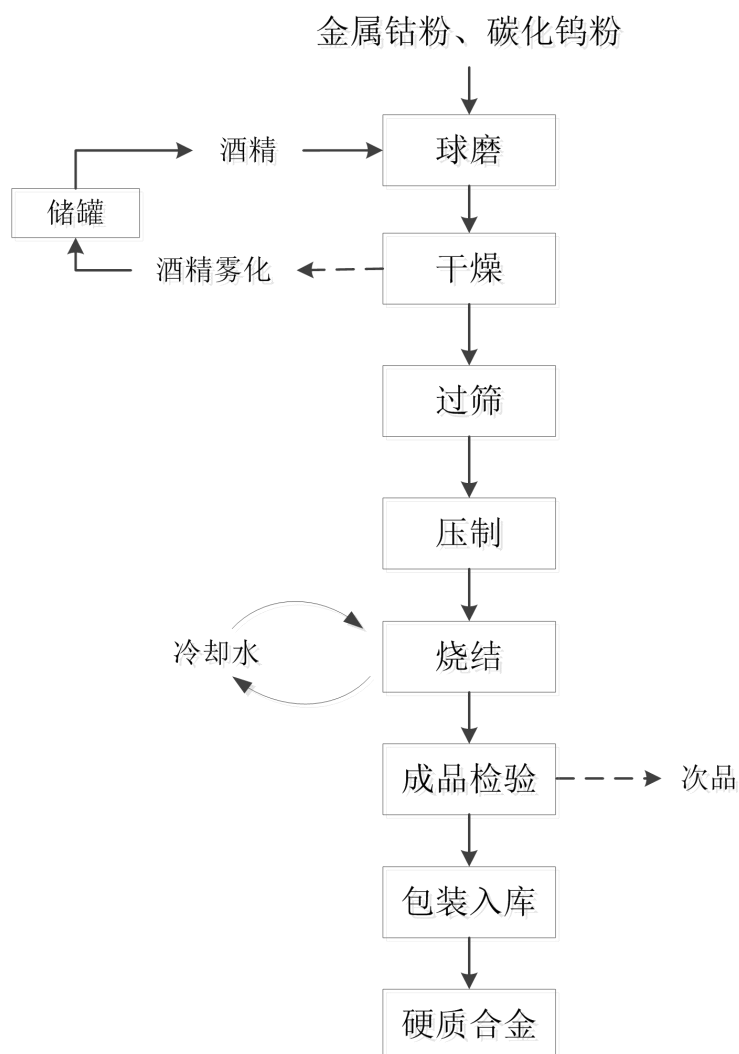 金属钴粉、碳化钨粉
酒精
球磨
储罐
酒精雾化
干燥
过筛
压制
冷却水
烧结
成品检验
次品
包装入库
硬质合金